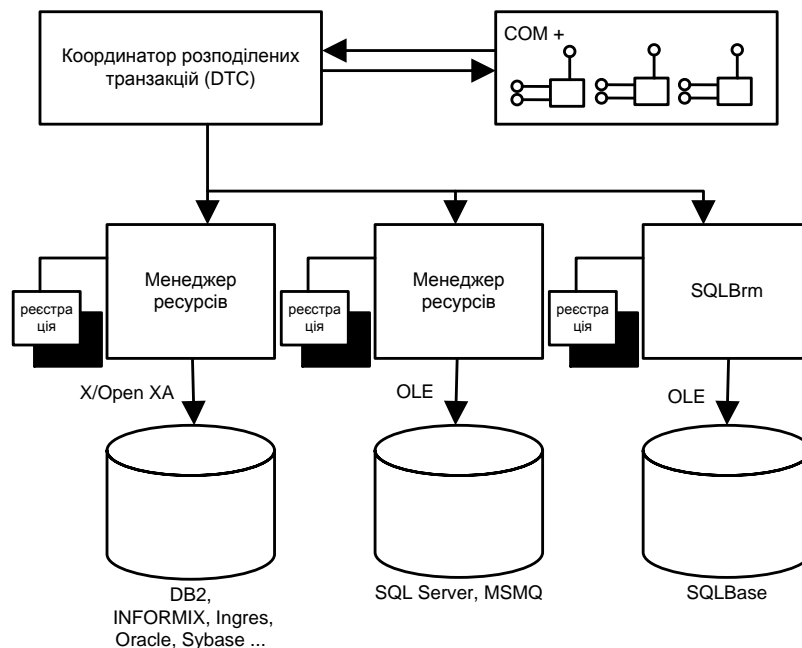 Координатор розподілених
транзакцій (DTC)
COM +
Менеджер
ресурсів
Менеджер
ресурсів
SQLBrm
реєстра
ція
реєстра
ція
реєстра
ція
X/Open XA
OLE
OLE
DB2,
INFORMIX, Ingres,
Oracle, Sybase ...
SQL Server, MSMQ
SQLBase